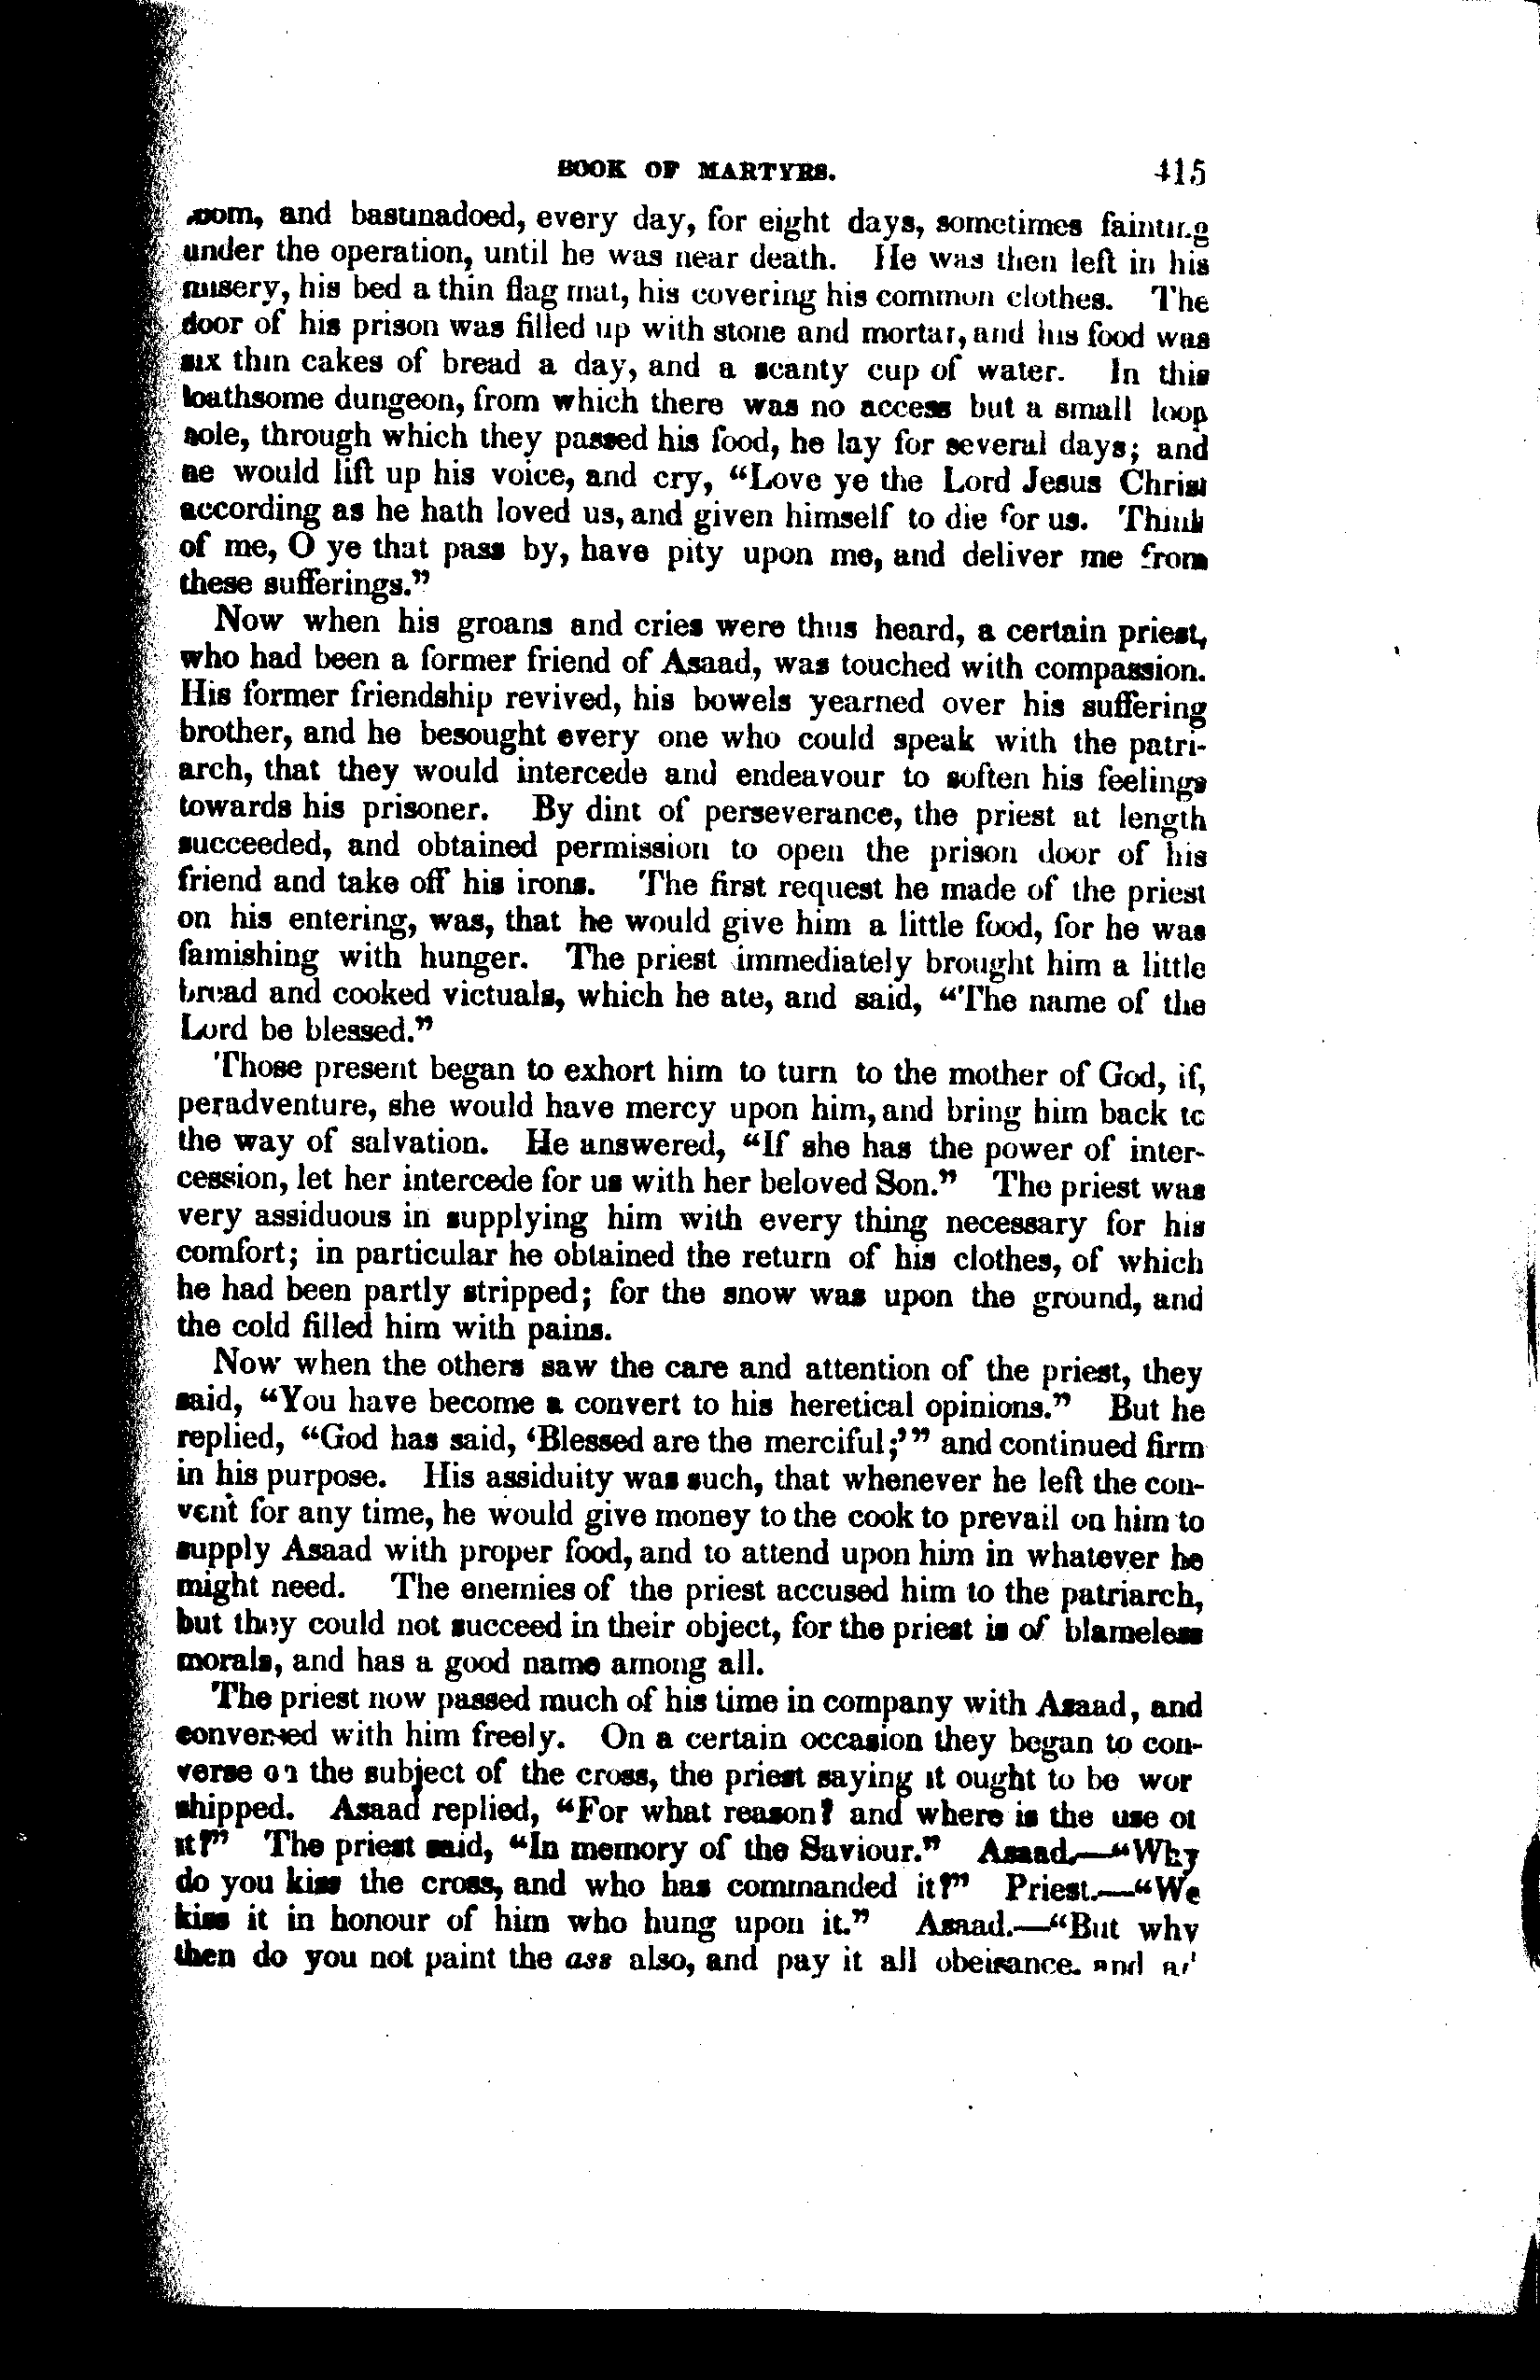 BOOK OF MARTYRS. 415
room, and bastinadoed, every day, for eight days, sometimes fainting
under the operation, until he was near death. He was then left in his
misery, his bed a thin flag mat, his covering his common clothes. The
door of his prison was filled up with stone and mortar, and his food was
six thin cakes of bread a day, and a scanty cup of water. In this
loathsome dungeon, from which there was no access but a small loop
hole, through which they passed his food, he lay for several days; and
he would lift up his voice, and cry, “Love ye the Lord Jesus Christ
according as he hath loved us, and given himself to die for us. Think
of me, O ye that pass by, have pity upon me, and deliver me from
these sufferings.”
Now when his groans and cries were thus heard, a certain priest,
who had been a former friend of Asaad, was touched with compassion.
His former friendship revived, his bowels yearned over his suffering
brother, and he besought every one who could speak with the patri-
arch, that they would intercede and endeavour to soften his feelings
towards his prisoner. By dint of perseverance, the priest at length
succeeded, and obtained permission to open the prison door of his
friend and take off his irons. The first request he made of the priest
on his entering, was, that he would give him a little food, for he was
famishing with hunger. The priest immediately brought him a little
bread and cooked victuals, which he ate, and said, “The name of the
Lord be blessed.”
Those present began to exhort him to turn to the mother of God, if,
peradventure, she would have mercy upon him, and bring him back to
the way of salvation. He answered, “If she has the power of inter-
cession, let her intercede for us with her beloved Son.” The priest was
very assiduous in supplying him with every thing necessary for his
comfort; in particular he obtained the return of his clothes, of which
he had been partly stripped; for the snow was upon the ground, and
the cold filled him with pains.
Now when the others saw the care and attention of the priest, they
said, “You have become a convert to his heretical opinions.” But he
replied, “God has said, ‘Blessed are the merciful;’” and continued firm
in his purpose. His assiduity was such, that whenever he left the con-
vent for any time, he would give money to the cook to prevail on him to
supply Asaad with proper food, and to attend upon him in whatever he
might need. The enemies of the priest accused him to the patriarch,
but they could not succeed in their object, for the priest is of blameless
morals, and has a good name among all.
The priest now passed much of his time in company with Asaad, and
conversed with him freely. On a certain occasion they began to con-
verse on the subject of the cross, the priest saying it ought to be wor
shipped. Asaad replied, “For what reason? and where is the use of
it?” The priest said, “In memory of the Saviour.” Asaad.—“Why
do you kiss the cross, and who has commanded it?” Priest.—“We
kiss it in honour of him who hung upon it.” Asaad.—“But why
then do you not paint the ass also, and pay it all obeisance, and